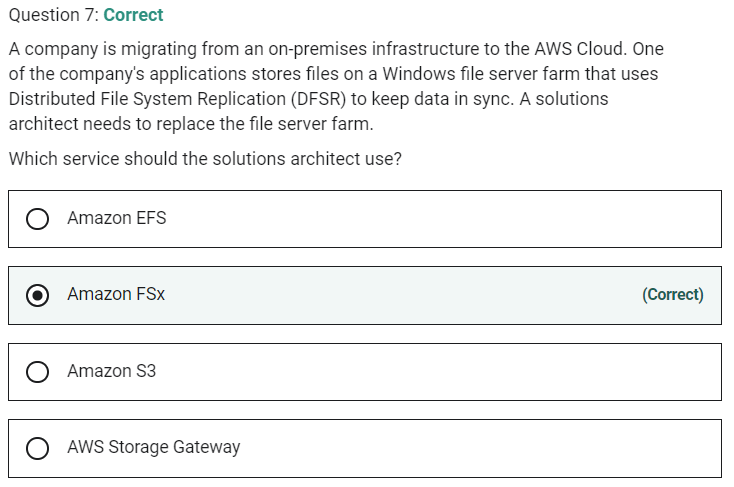 Question 7: Correct
A company is migrating from an on-premises infrastructure to the AWS Cloud. One
of the company's applications stores files on a Windows file server farm that uses
Distributed File System Replication (DFSR) to keep data in sync. A solutions
architect needs to replace the file server farm.
Which service should the solutions architect use?
Amazon EFS
Amazon FSx (Correct)
Amazon S3
AWS Storage Gateway